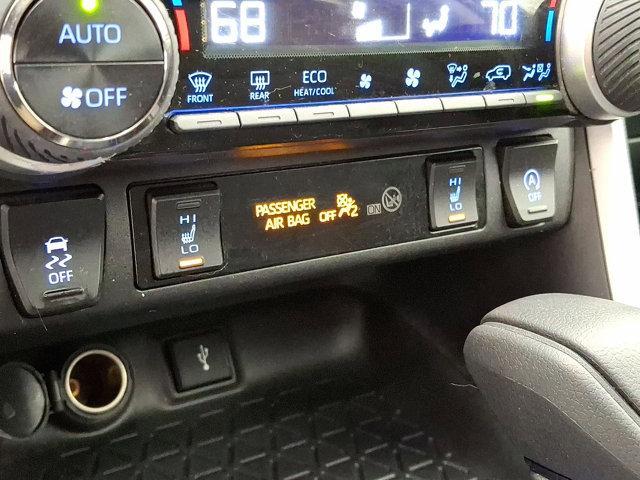 68
70
AUTO
OFF
FRONT
REAR
ECO
HEAT/COOL
OFF
HI
LO
PASSENGER
AIR BAG OFF 2 ON
HI
LO
A
OFF